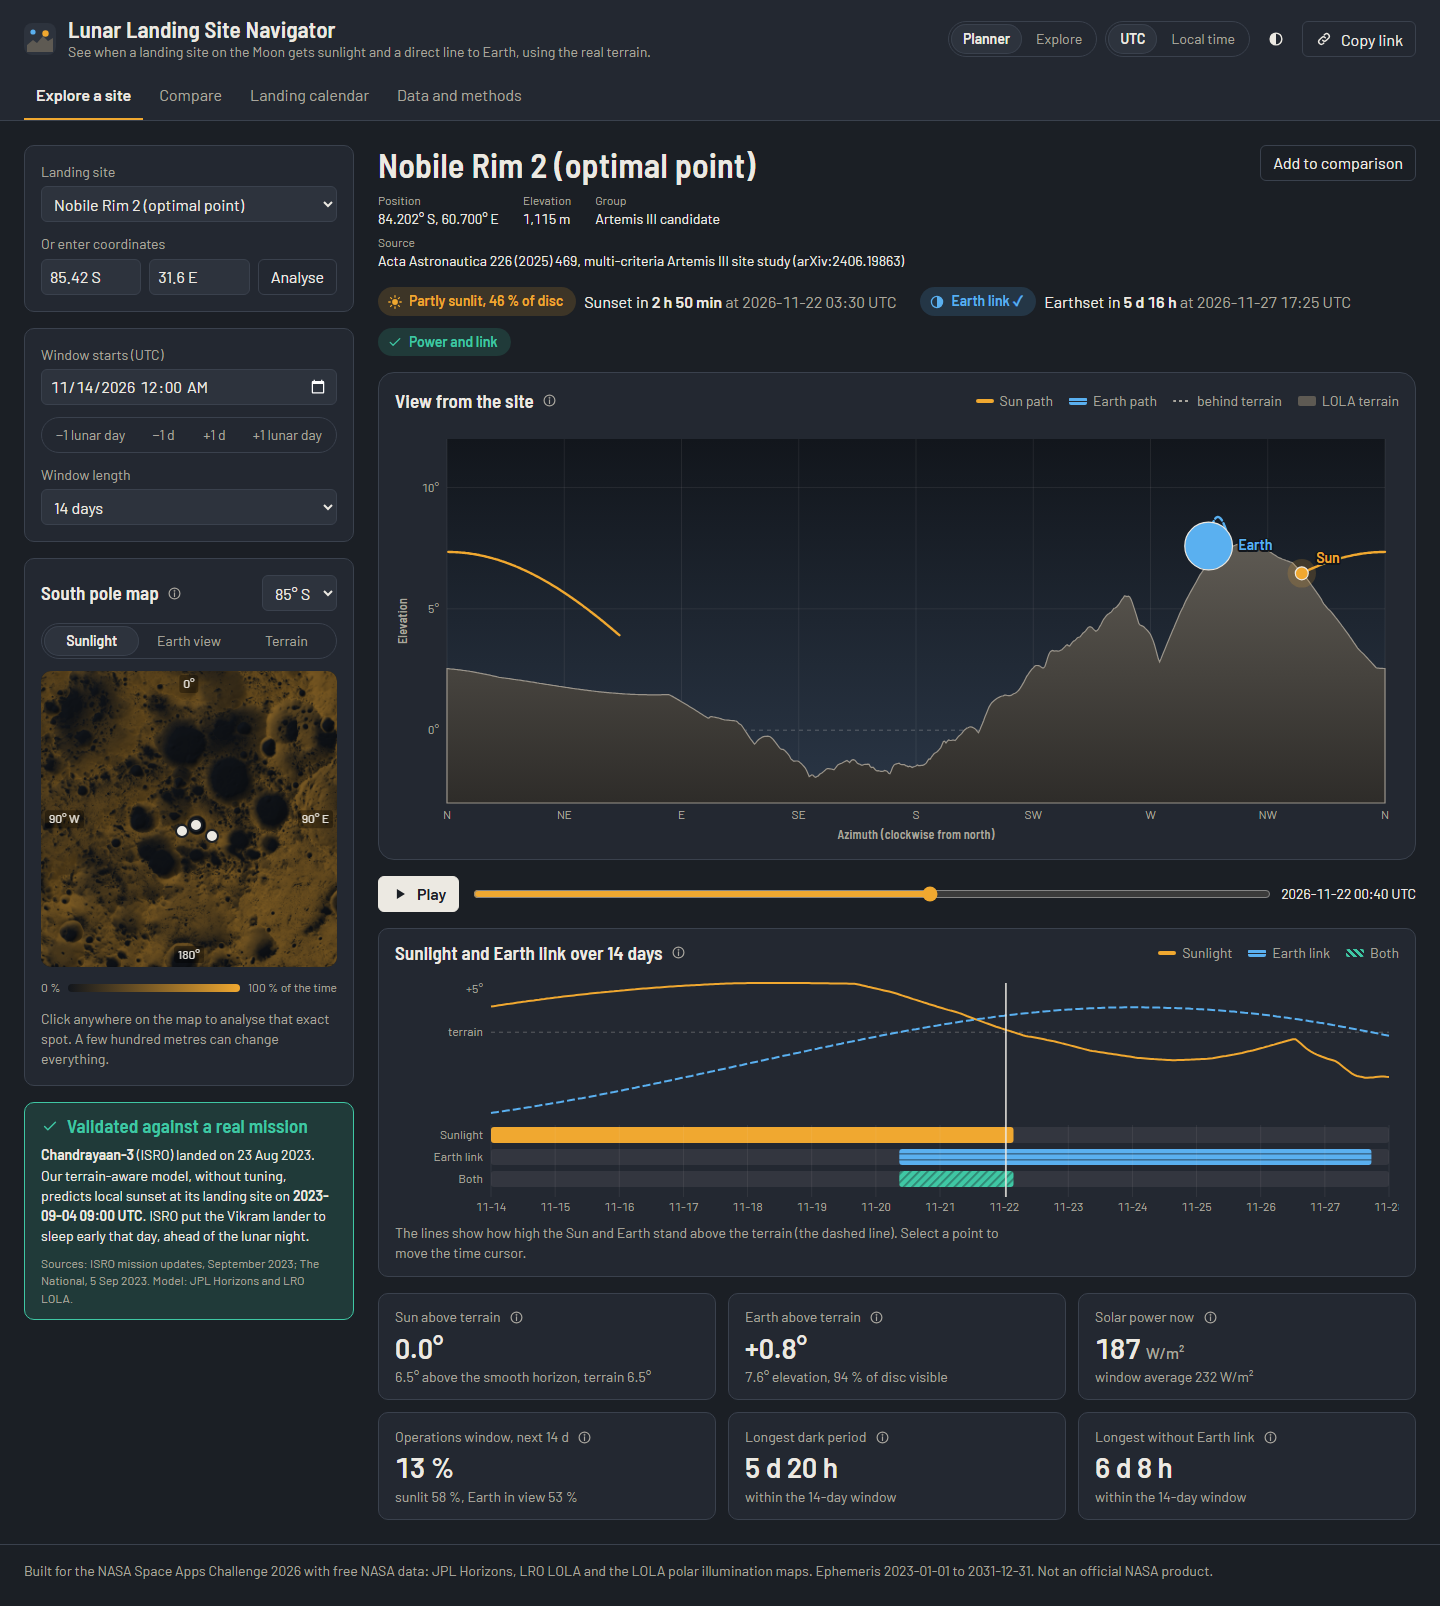 Lunar Landing Site Navigator
See when a landing site on the Moon gets sunlight and a direct line to Earth, using the real terrain.
Planner Explore UTC Local time Copy link
Explore a site Compare Landing calendar Data and methods
Landing site
Nobile Rim 2 (optimal point)
Or enter coordinates
85.42 S 31.6 E Analyse
Window starts (UTC)
11/14/2026 12:00 AM
−1 lunar day −1 d +1 d +1 lunar day
Window length
14 days
South pole map 85° S
Sunlight Earth view Terrain
0°
90° W 90° E
180°
0 % 100 % of the time
Click anywhere on the map to analyse that exact
spot. A few hundred metres can change
everything.
Validated against a real mission
Chandrayaan-3 (ISRO) landed on 23 Aug 2023.
Our terrain-aware model, without tuning,
predicts local sunset at its landing site on 2023-
09-04 09:00 UTC. ISRO put the Vikram lander to
sleep early that day, ahead of the lunar night.
Sources: ISRO mission updates, September 2023; The
National, 5 Sep 2023. Model: JPL Horizons and LRO
LOLA.
Nobile Rim 2 (optimal point)
Add to comparison
Position Elevation Group
84.202° S, 60.700° E 1,115 m Artemis III candidate
Source
Acta Astronautica 226 (2025) 469, multi-criteria Artemis III site study (arXiv:2406.19863)
Partly sunlit, 46 % of disc Sunset in 2 h 50 min at 2026-11-22 03:30 UTC Earth link ✓ Earthset in 5 d 16 h at 2026-11-27 17:25 UTC
Power and link
View from the site
Sun path Earth path behind terrain LOLA terrain
10°
5°
0°
Elevation
Earth
Sun
N NE E SE S SW W NW N
Azimuth (clockwise from north)
Play 2026-11-22 00:40 UTC
Sunlight and Earth link over 14 days
Sunlight Earth link Both
+5°
terrain
Sunlight
Earth link
Both
11-14 11-15 11-16 11-17 11-18 11-19 11-20 11-21 11-22 11-23 11-24 11-25 11-26 11-27 11-2
The lines show how high the Sun and Earth stand above the terrain (the dashed line). Select a point to
move the time cursor.
Sun above terrain
0.0°
6.5° above the smooth horizon, terrain 6.5°
Earth above terrain
+0.8°
7.6° elevation, 94 % of disc visible
Solar power now
187 W/m²
window average 232 W/m²
Operations window, next 14 d
13 %
sunlit 58 %, Earth in view 53 %
Longest dark period
5 d 20 h
within the 14-day window
Longest without Earth link
6 d 8 h
within the 14-day window
Built for the NASA Space Apps Challenge 2026 with free NASA data: JPL Horizons, LRO LOLA and the LOLA polar illumination maps. Ephemeris 2023-01-01 to 2031-12-31. Not an official NASA product.